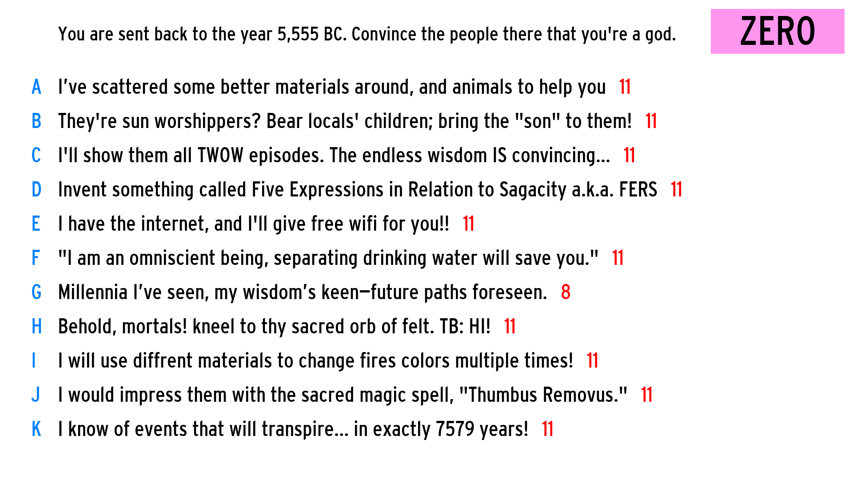 You are sent back to the year 5,555 BC. Convince the people there that you're a god.
ZERO
A I've scattered some better materials around, and animals to help you 11
B They're sun worshippers? Bear locals' children; bring the "son" to them! 11
C I'll show them all TWOW episodes. The endless wisdom IS convincing... 11
D Invent something called Five Expressions in Relation to Sagacity a.k.a. FERS 11
E I have the internet, and I'll give free wifi for you!! 11
F "I am an omniscient being, separating drinking water will save you." 11
G Millennia I've seen, my wisdom's keen—future paths foreseen. 8
H Behold, mortals! kneel to thy sacred orb of felt. TB: HI! 11
I I will use diffrent materials to change fires colors multiple times! 11
J I would impress them with the sacred magic spell, "Thumbus Removus." 11
K I know of events that will transpire... in exactly 7579 years! 11